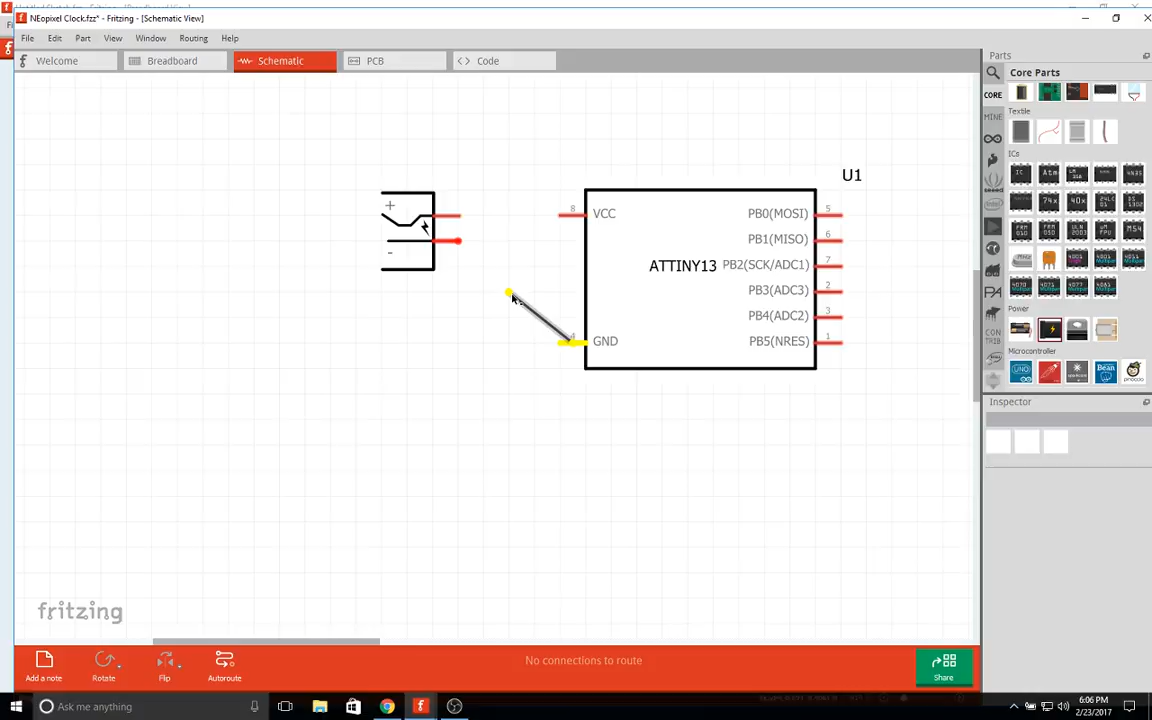 NEopixel Clock.fzz* - Fritzing - [Schematic View]
File Edit Part View Window Routing Help
Welcome Breadboard Schematic PCB Code
Parts
Core Parts
CORE
MINE
CON
TRIB
Textile
ICs
Power
Microcontroller
Inspector
U1
+
-
8 VCC
4 GND
ATTINY13
PB0(MOSI) 5
PB1(MISO) 6
PB2(SCK/ADC1) 7
PB3(ADC3) 2
PB4(ADC2) 3
PB5(NRES) 1
fritzing
Add a note
Rotate
Flip
Autoroute
No connections to route
Share
Ask me anything
6:06 PM
2/23/2017